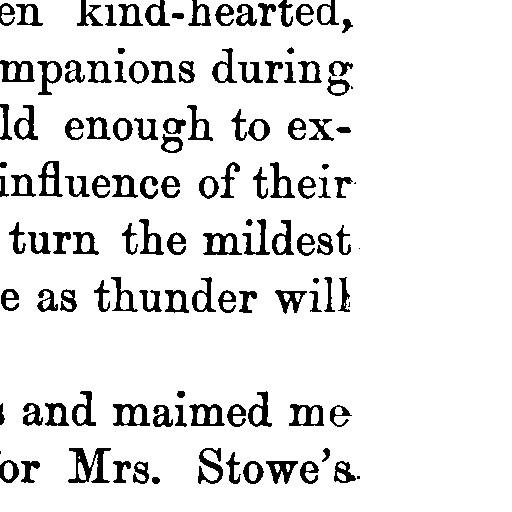 en kind-hearted,
mpanions during
ld enough to ex-
influence of their
turn the mildest
e as thunder will
s and maimed me
or Mrs. Stowe's